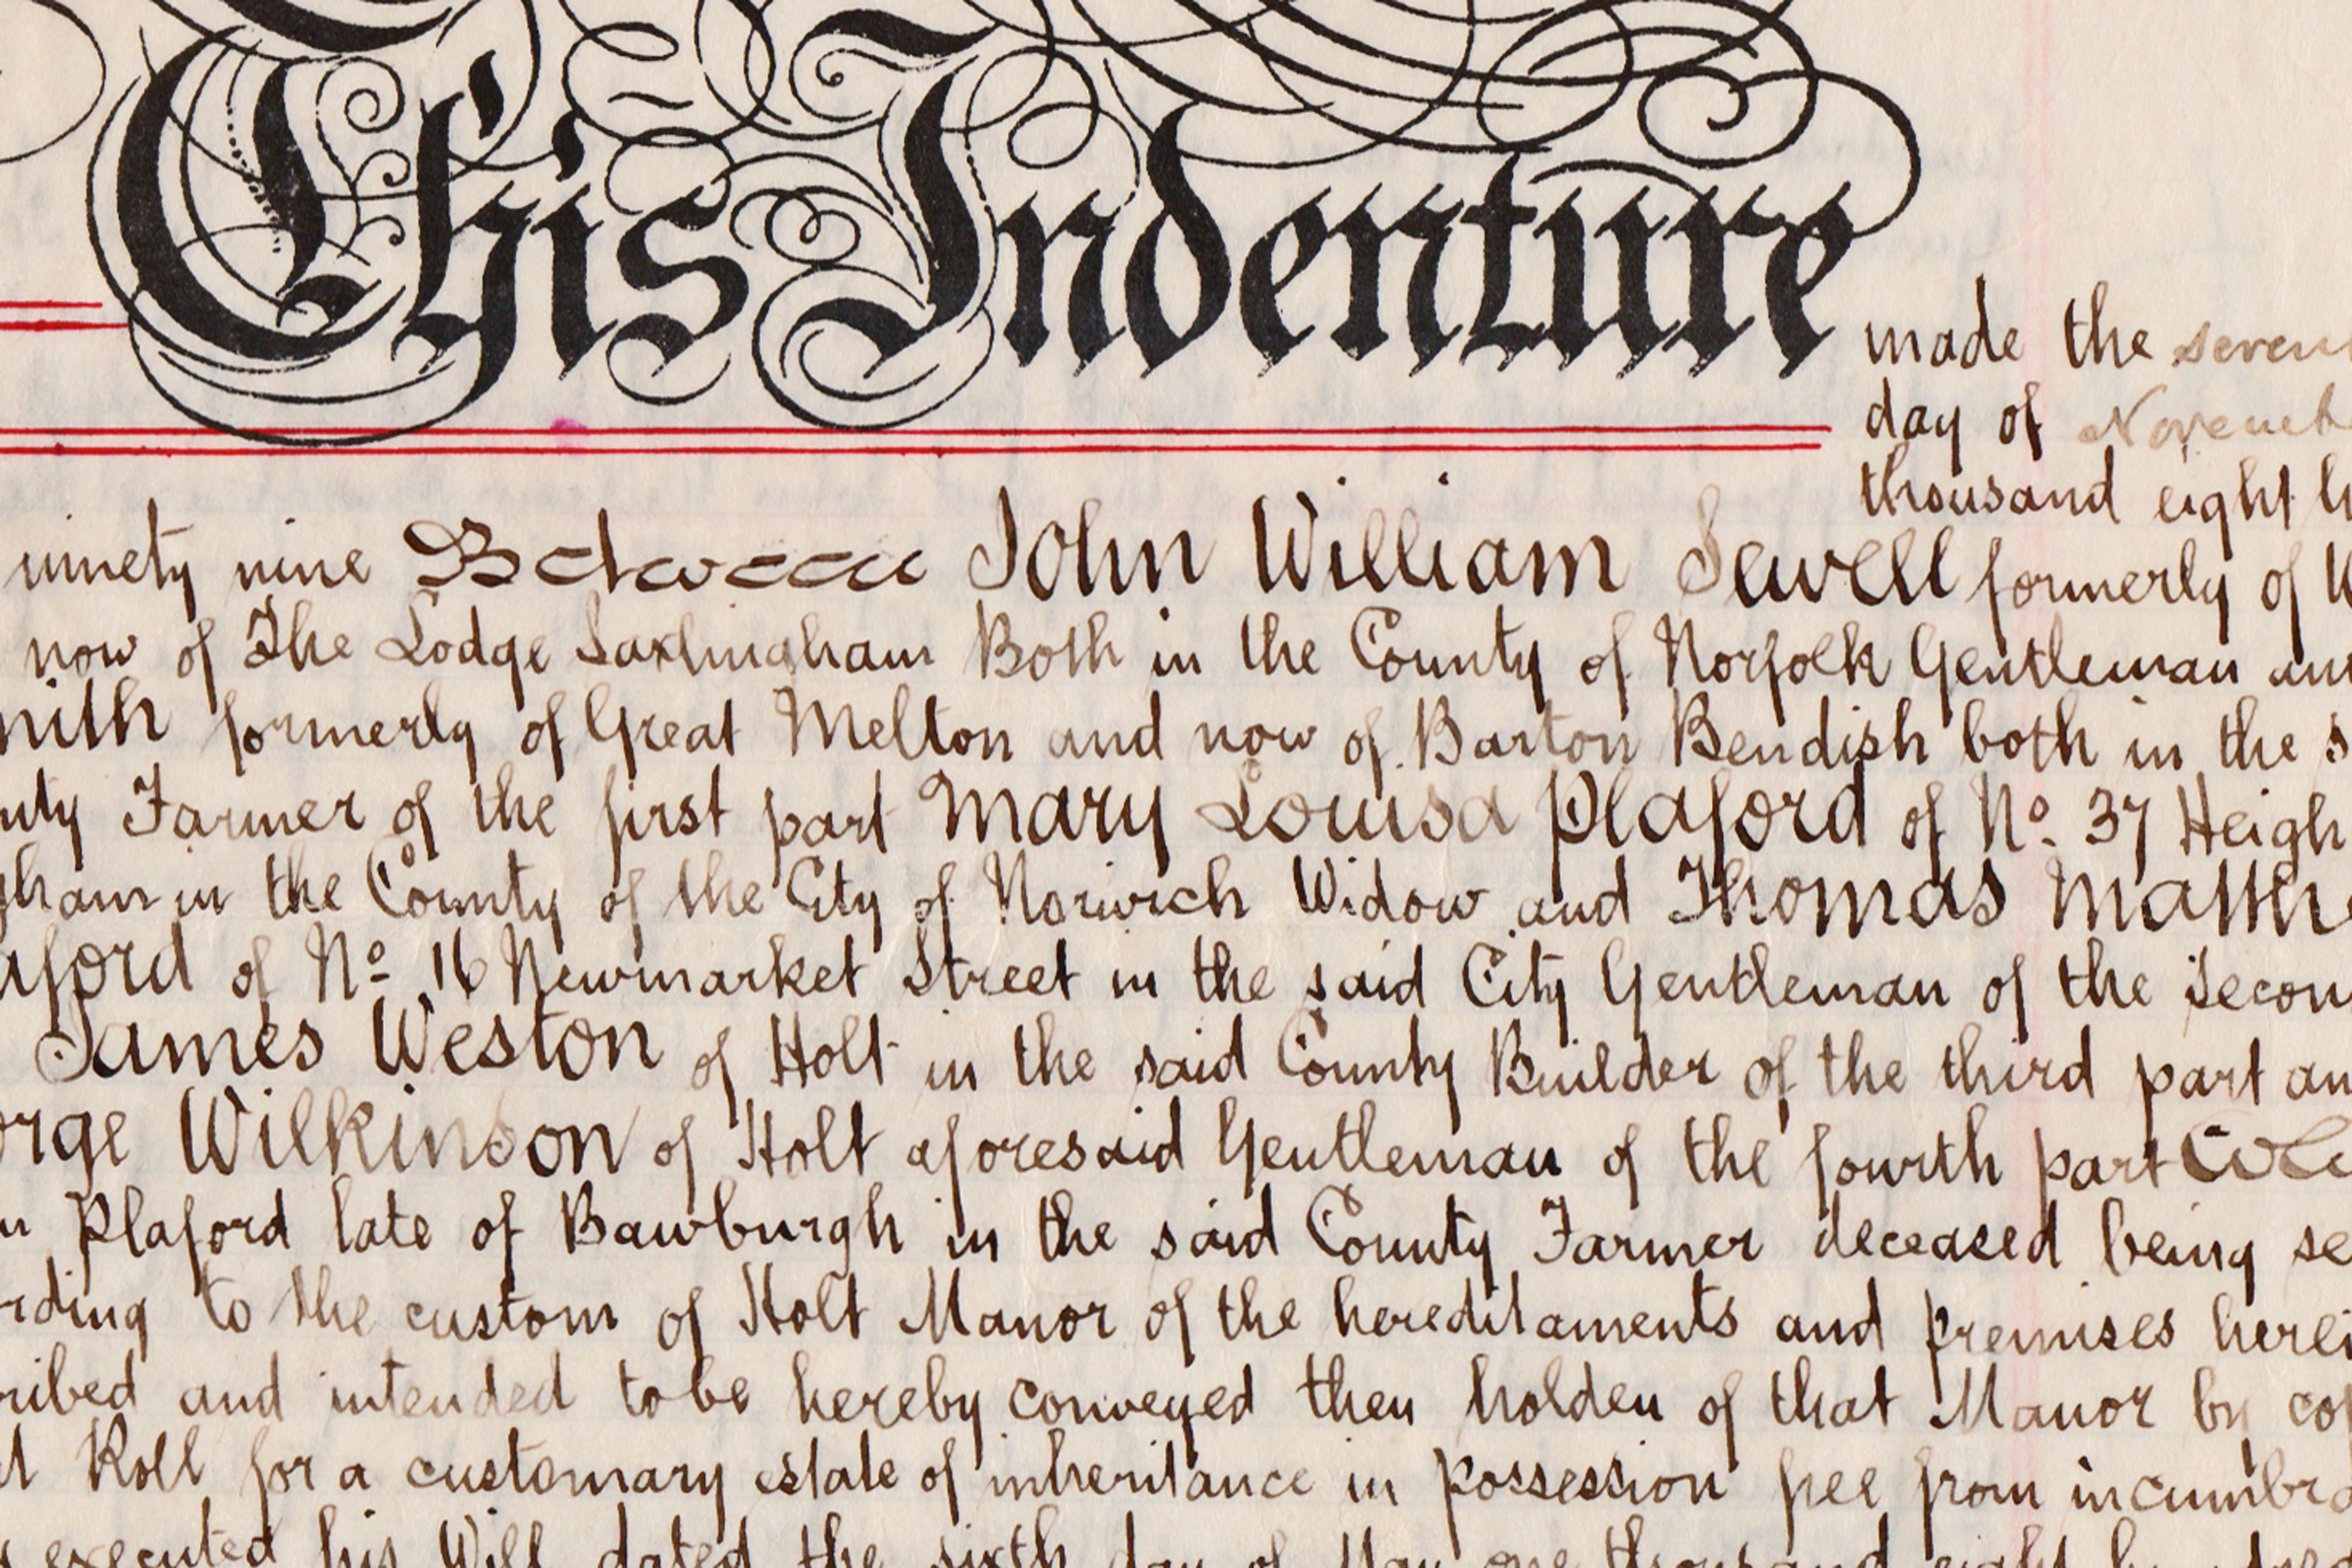 This Indenture
made the seven
day of Novemb
thousand eight h
ninety nine Between John William Sewell formerly of W
now of The Lodge Saxlingham Both in the County of Norfolk Gentleman an
mith formerly of Great Melton and now of Barton Bendish both in the s
nty Farmer of the first part Mary Louisa Plaford of No. 37 Heigh
gham in the County of the City of Norwich Widow and Thomas Matth
aford of No 16 Newmarket Street in the said City Gentleman of the Secon
James Weston of Holt in the said County Builder of the third part an
orge Wilkinson of Holt aforesaid Gentleman of the fourth part
n Plaford late of Bawburgh in the said County Farmer deceased being se
rding to the custom of Holt Manor of the hereditaments and premises herei
ribed and intended to be hereby conveyed then holden of that Manor by cop
t Roll for a customary estate of inheritance in possession free from incumbra
executed his Will dated the sixth day of May one thousand eight hundre